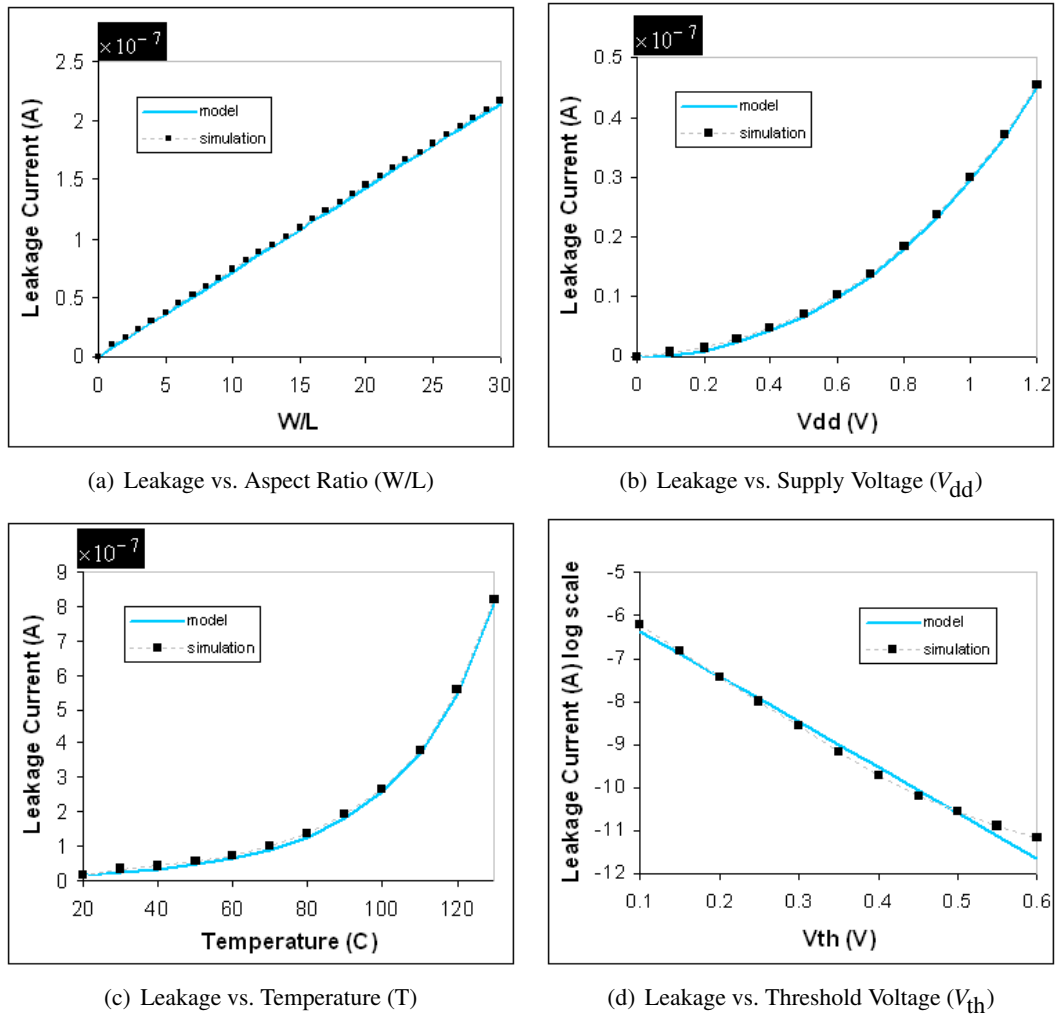 ×10⁻⁷
2.5
2
1.5
1
0.5
0
0 5 10 15 20 25 30
Leakage Current (A)
W/L
model
simulation
(a) Leakage vs. Aspect Ratio (W/L)
×10⁻⁷
0.5
0.4
0.3
0.2
0.1
0
0 0.2 0.4 0.6 0.8 1 1.2
Leakage Current (A)
Vdd (V)
model
simulation
(b) Leakage vs. Supply Voltage (V_dd)
×10⁻⁷
9
8
7
6
5
4
3
2
1
0
20 40 60 80 100 120
Leakage Current (A)
Temperature (C)
model
simulation
(c) Leakage vs. Temperature (T)
-5
-6
-7
-8
-9
-10
-11
-12
0.1 0.2 0.3 0.4 0.5 0.6
Leakage Current (A) log scale
Vth (V)
model
simulation
(d) Leakage vs. Threshold Voltage (V_th)